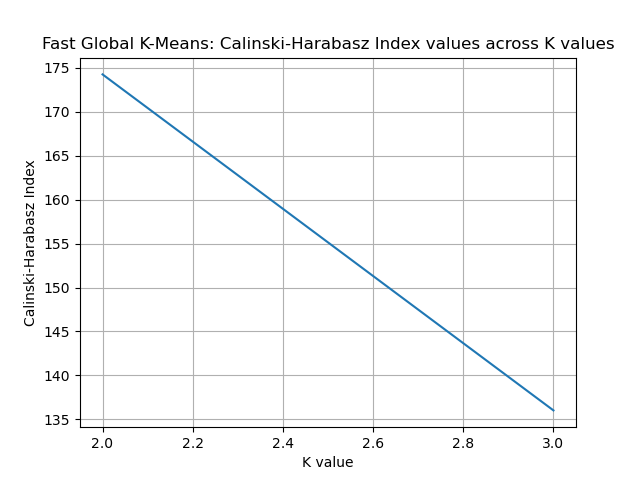 Fast Global K-Means: Calinski-Harabasz Index values across K values
175
170
165
160
155
150
145
140
135
Calinski-Harabasz Index
2.0 2.2 2.4 2.6 2.8 3.0
K value